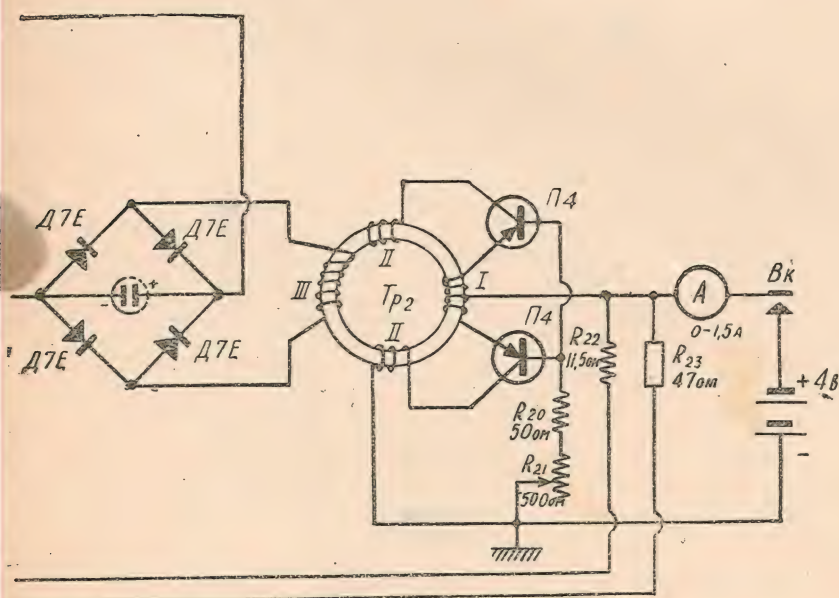 Д7Е
Д7Е
- +
Д7Е
Д7Е
II
III
Тр2
I
II
П4
П4
R22
11,5ом
R20
50ом
R21
500ом
А
0-1,5А
Вк
R23
47ом
+ 4в
-